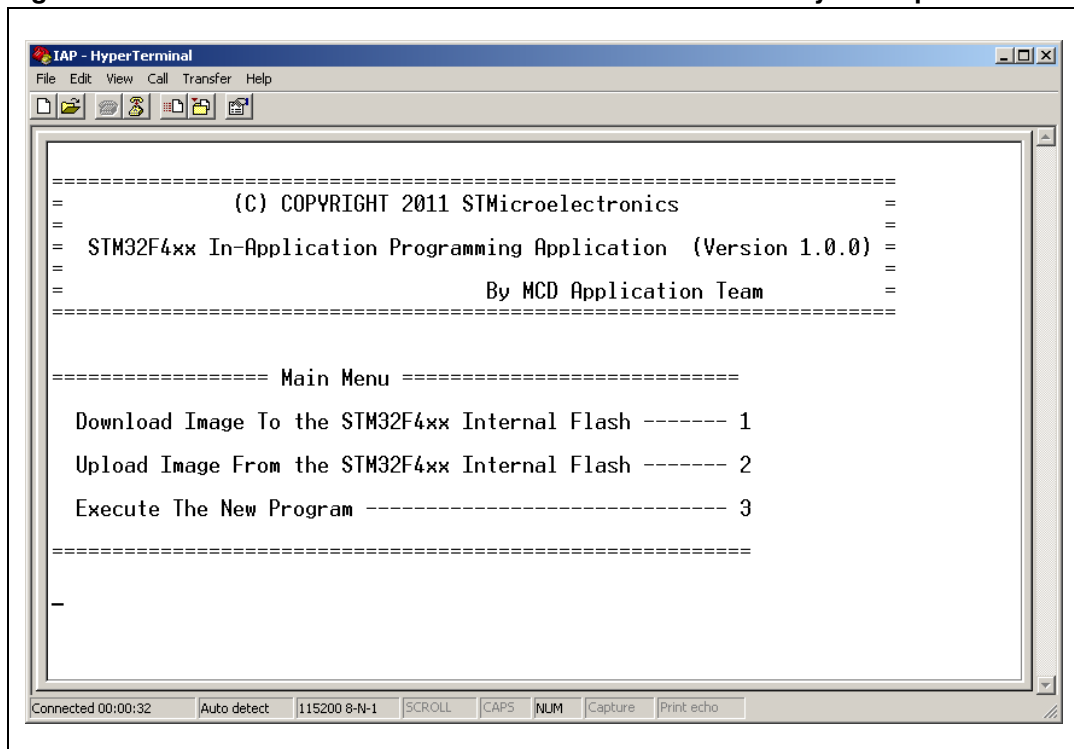 IAP - HyperTerminal
File Edit View Call Transfer Help
======================================================================
= (C) COPYRIGHT 2011 STMicroelectronics =
= =
= STM32F4xx In-Application Programming Application (Version 1.0.0) =
= =
= By MCD Application Team =
======================================================================
================== Main Menu ============================
Download Image To the STM32F4xx Internal Flash ------- 1
Upload Image From the STM32F4xx Internal Flash ------- 2
Execute The New Program ------------------------------ 3
==========================================================
_
Connected 00:00:32 Auto detect 115200 8-N-1 SCROLL CAPS NUM Capture Print echo